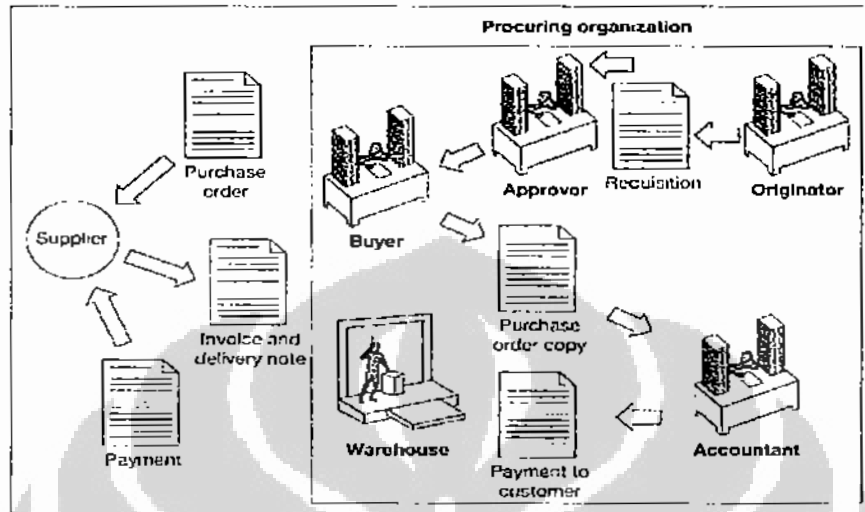 Procuring organization
Purchase
order
Approvor
Requisition
Originator
Supplier
Buyer
Invoice and
delivery note
Purchase
order copy
Payment
Warehouse
Payment to
customer
Accountant